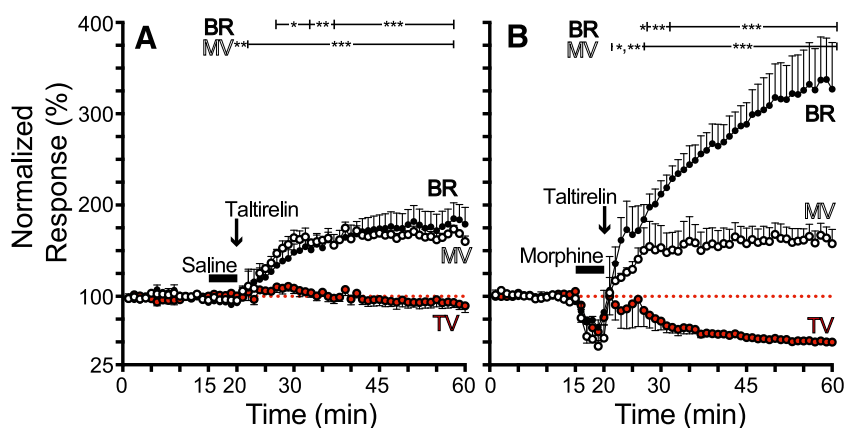 A
BR * ** ***
MV ** ***
B
BR * ** ***
MV *,** ***
Normalized
Response (%)
400
300
200
100
25
BR
MV
TV
Taltirelin
Saline
BR
MV
TV
Taltirelin
Morphine
0 15 20 30 45 60
0 15 20 30 45 60
Time (min)
Time (min)